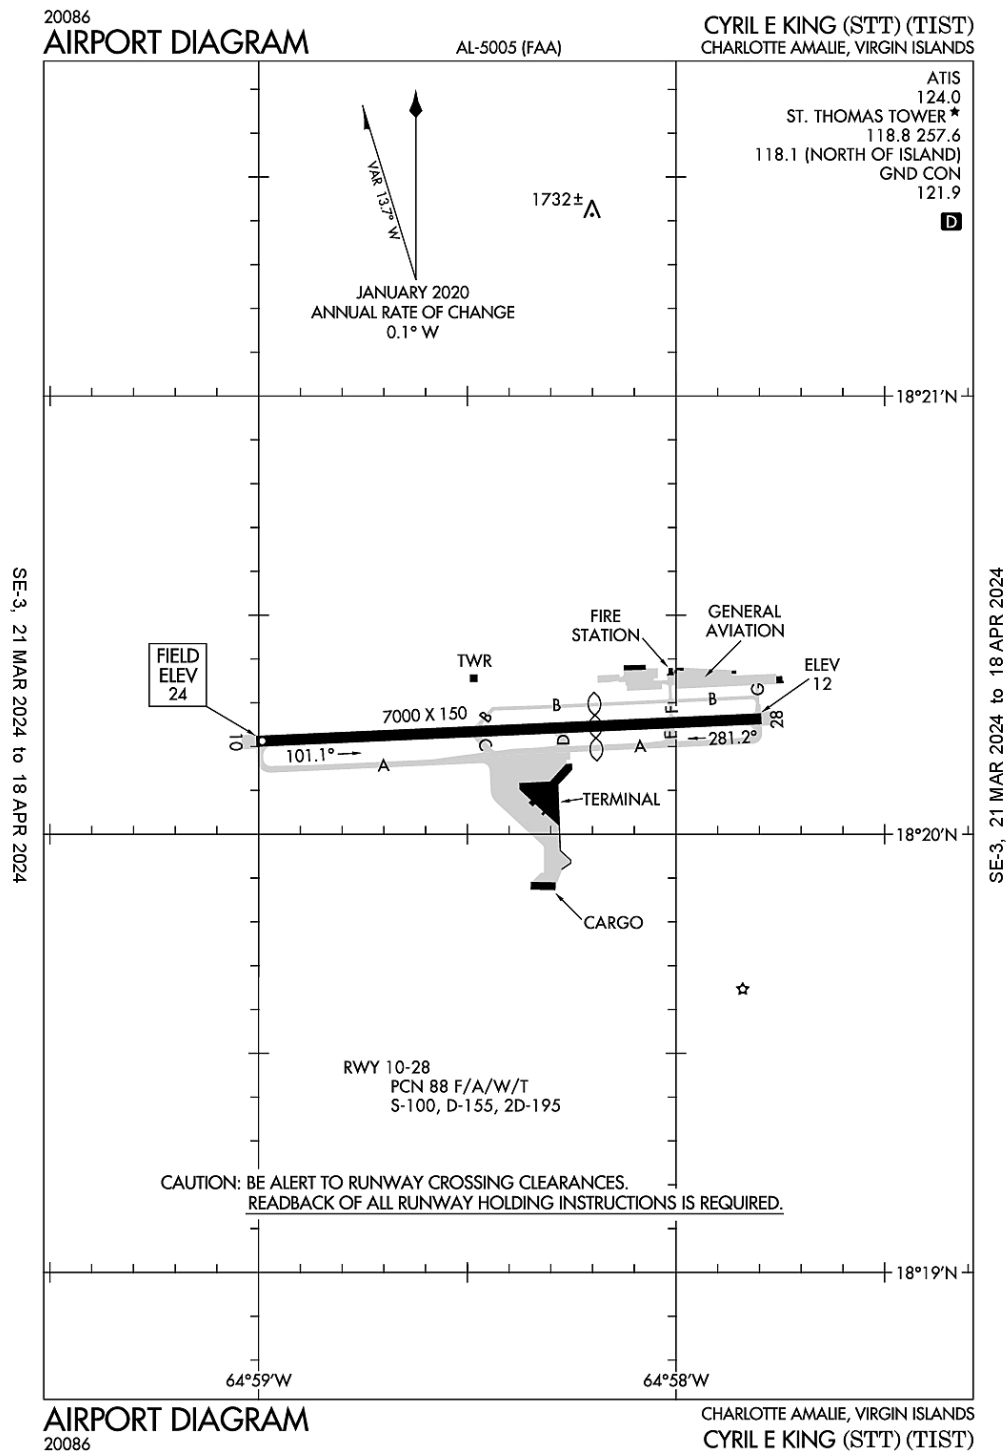 20086
AIRPORT DIAGRAM
AL-5005 (FAA)
CYRIL E KING (STT) (TIST)
CHARLOTTE AMALIE, VIRGIN ISLANDS
ATIS
124.0
ST. THOMAS TOWER
118.8 257.6
118.1 (NORTH OF ISLAND)
GND CON
121.9
D
VAR 13.7° W
1732±
JANUARY 2020
ANNUAL RATE OF CHANGE
0.1° W
18°21'N
SE-3, 21 MAR 2024 to 18 APR 2024
SE-3, 21 MAR 2024 to 18 APR 2024
FIRE
STATION
GENERAL
AVIATION
FIELD
ELEV
24
TWR
ELEV
12
7000 X 150
B
B
B
F
G
28
10
101.1°
A
C
D
A
E
281.2°
TERMINAL
18°20'N
CARGO
RWY 10-28
PCN 88 F/A/W/T
S-100, D-155, 2D-195
CAUTION: BE ALERT TO RUNWAY CROSSING CLEARANCES.
READBACK OF ALL RUNWAY HOLDING INSTRUCTIONS IS REQUIRED.
18°19'N
64°59'W
64°58'W
AIRPORT DIAGRAM
20086
CHARLOTTE AMALIE, VIRGIN ISLANDS
CYRIL E KING (STT) (TIST)